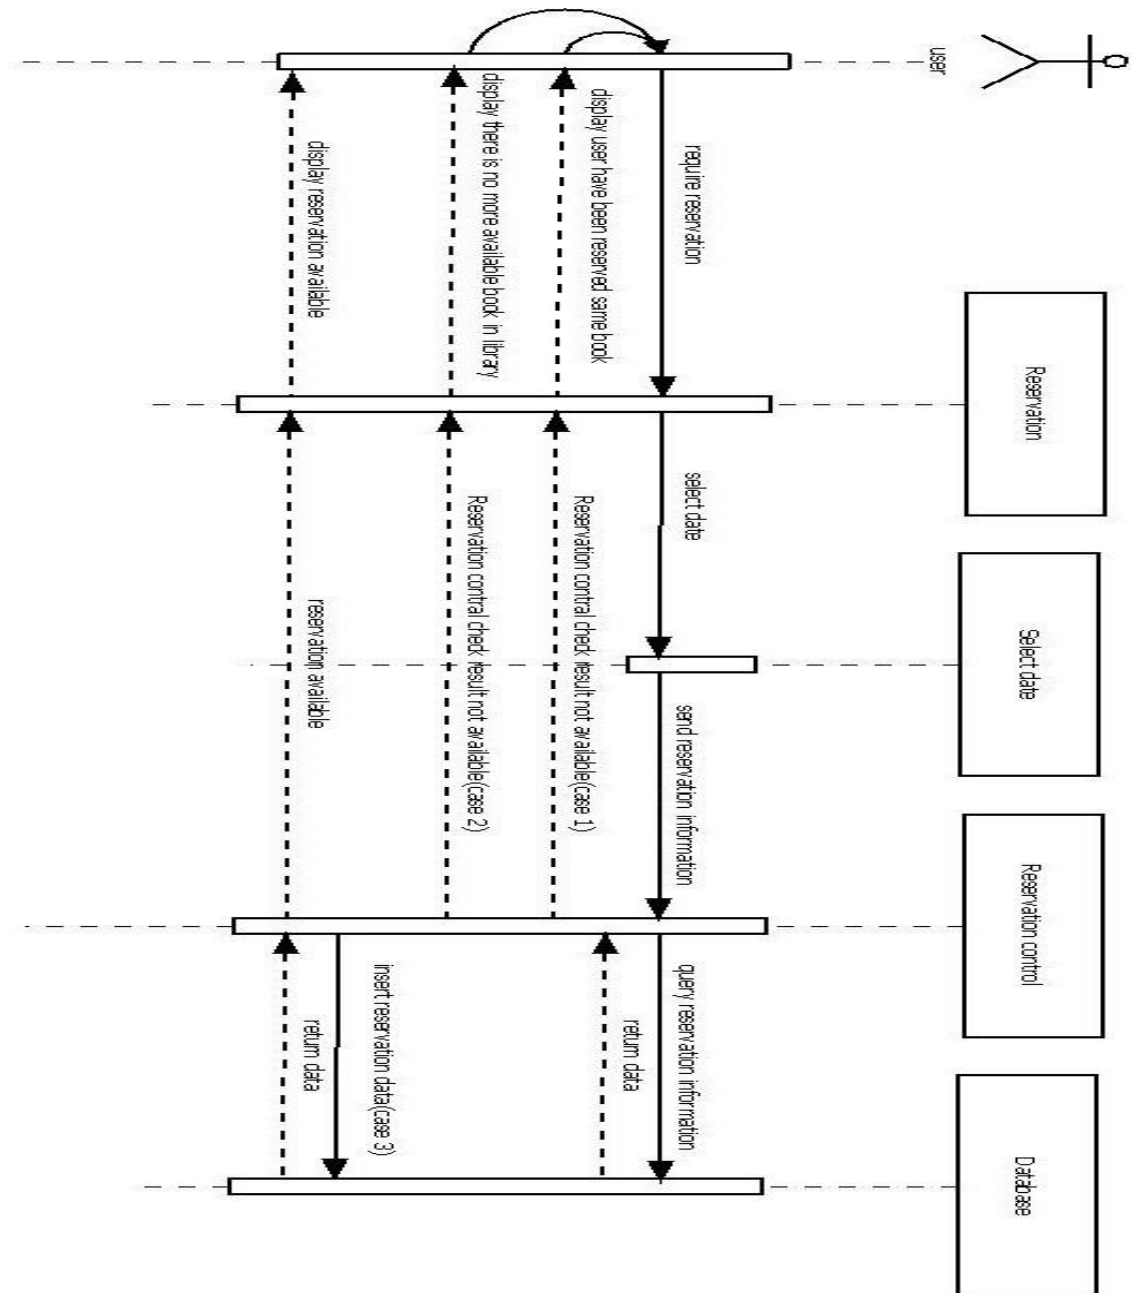 user
Reservation
Select date
Reservation control
Database
require reservation
select date
send reservation information
query reservation information
return data
Reservation contral check result not available(case 1)
display user have been reserved same book
Reservation contral check result not available(case 2)
display there is no more available book in library
insert reservation data(case 3)
return data
reservation available
display reservation available